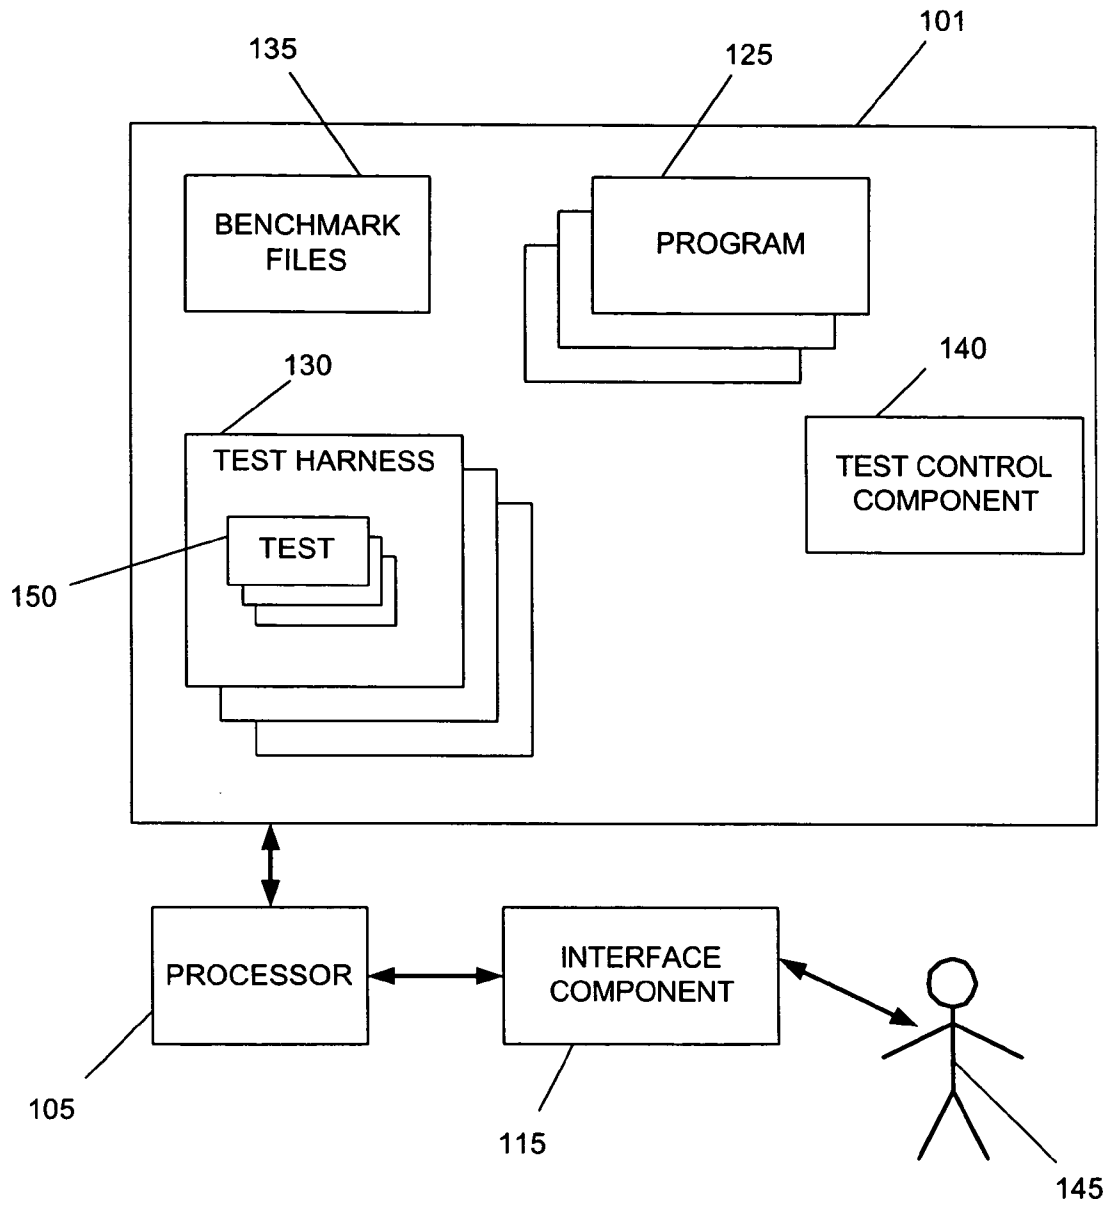 101
135
125
BENCHMARK
FILES
PROGRAM
130
140
TEST HARNESS
TEST CONTROL
COMPONENT
TEST
150
PROCESSOR
INTERFACE
COMPONENT
105
115
145